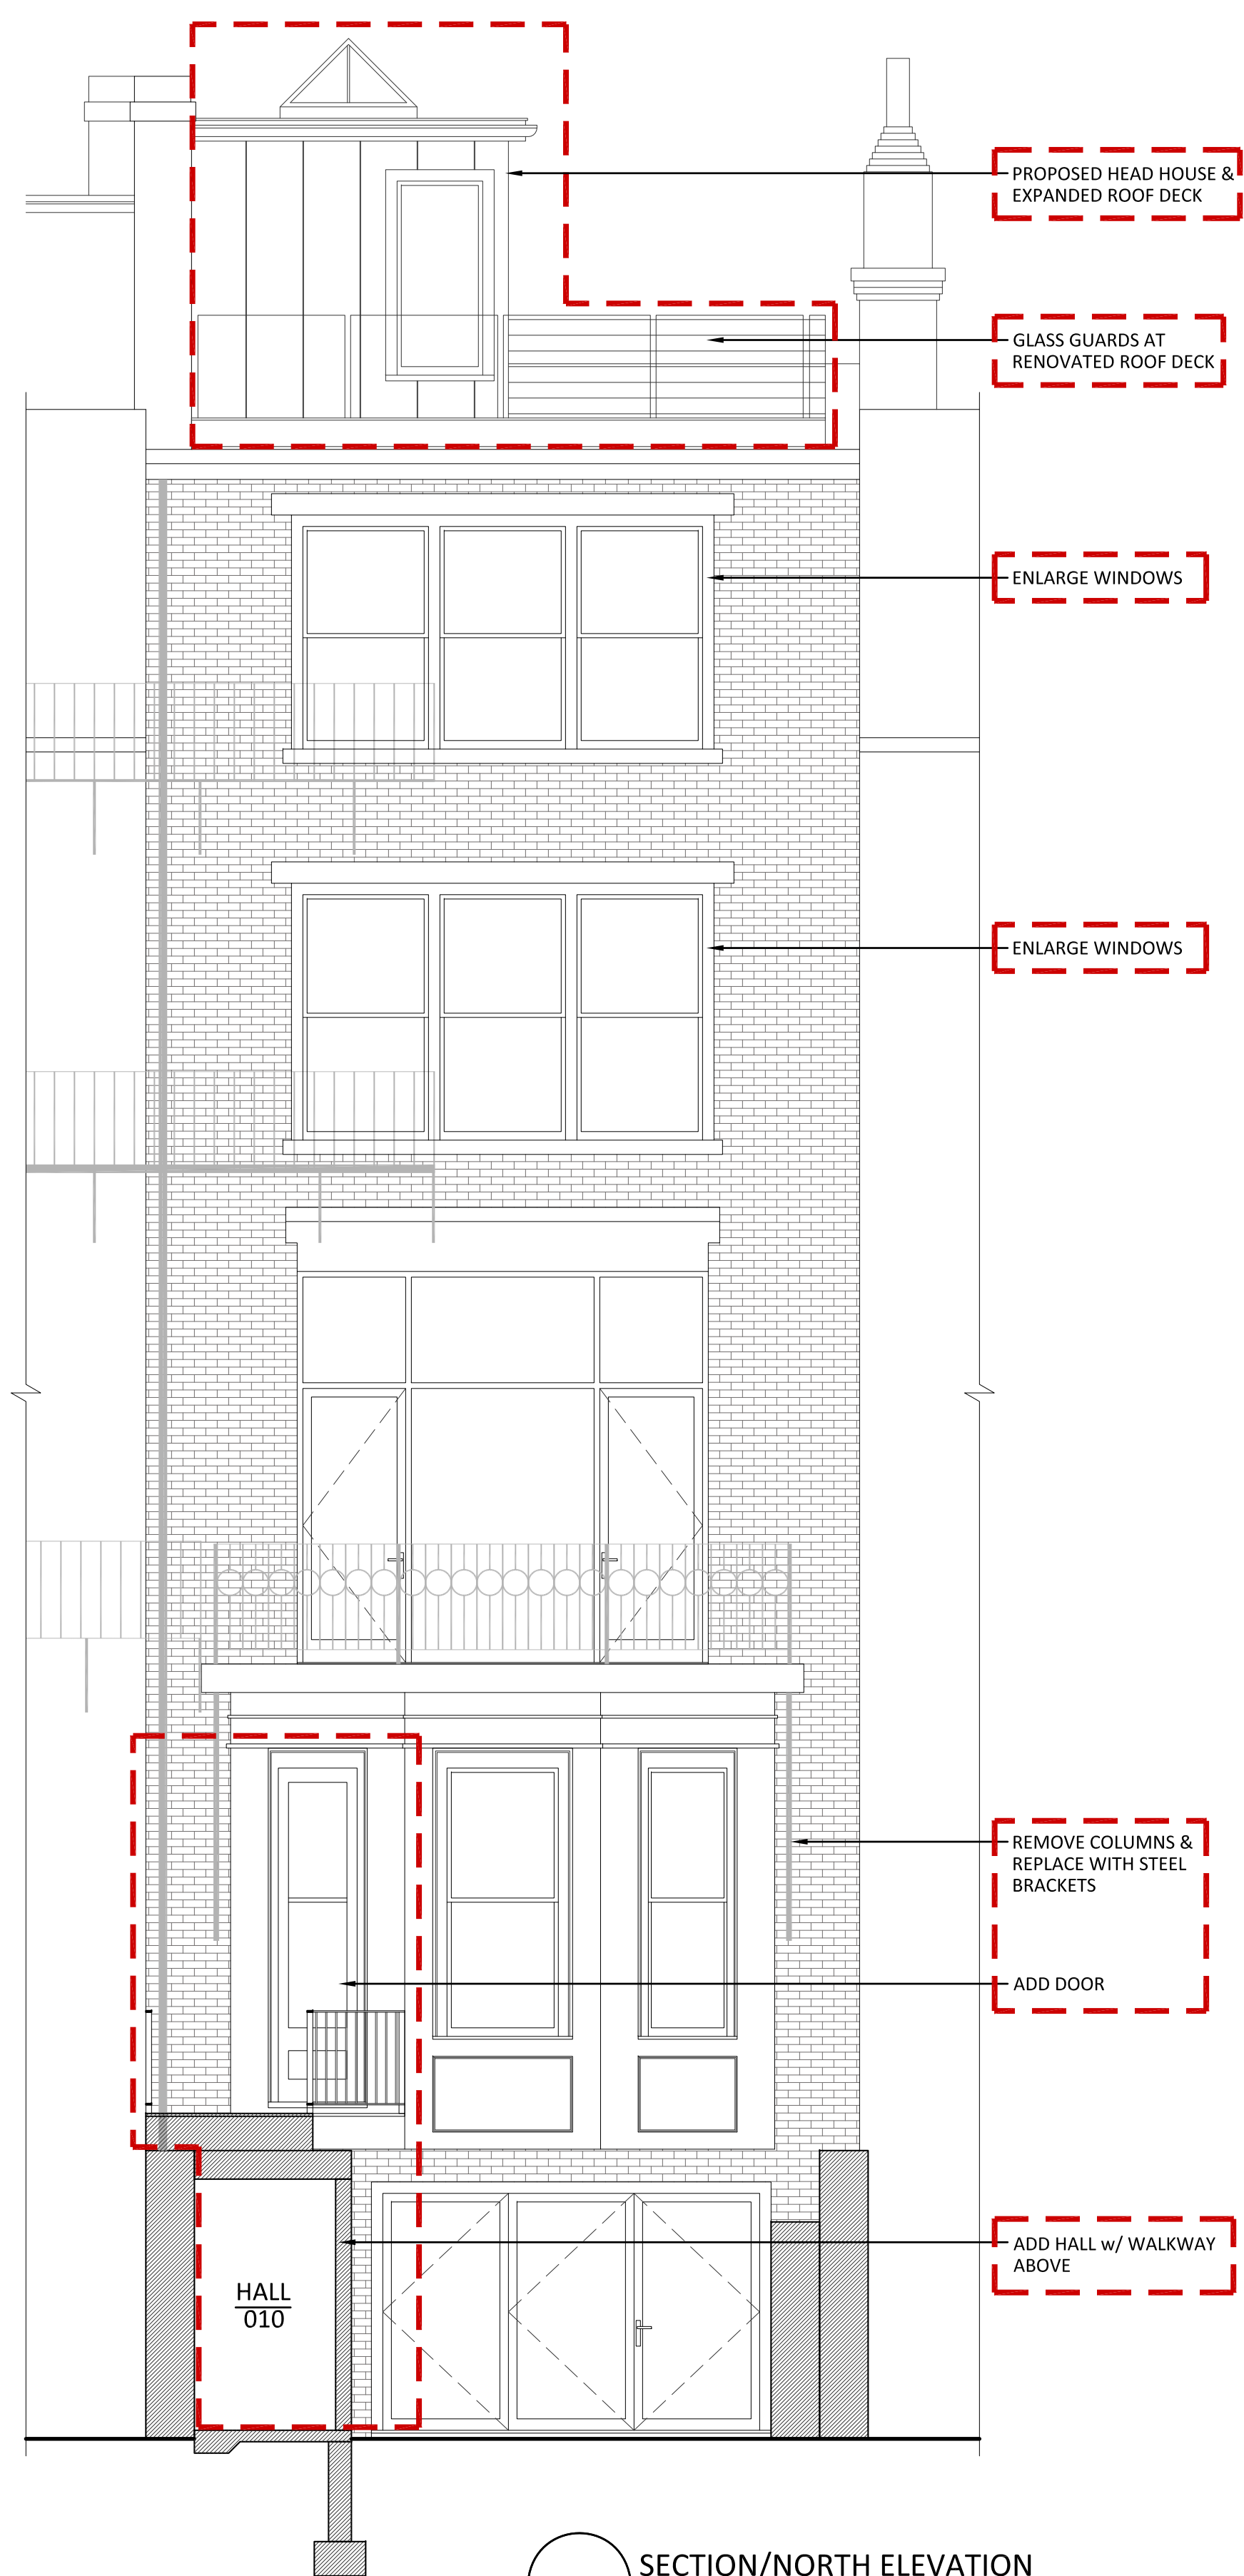 PROPOSED HEAD HOUSE &
EXPANDED ROOF DECK
GLASS GUARDS AT
RENOVATED ROOF DECK
ENLARGE WINDOWS
ENLARGE WINDOWS
REMOVE COLUMNS &
REPLACE WITH STEEL
BRACKETS
ADD DOOR
ADD HALL w/ WALKWAY
ABOVE
HALL
010
SECTION/NORTH ELEVATION